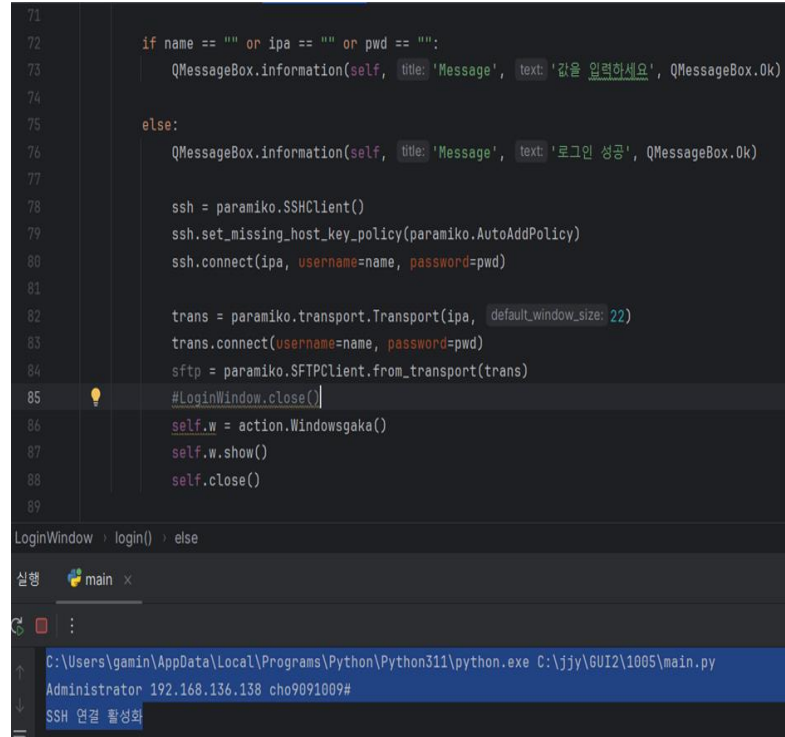 71
72 if name == "" or ipa == "" or pwd == "":
73 QMessageBox.information(self, title: 'Message', text: '값을 입력하세요', QMessageBox.Ok)
74
75 else:
76 QMessageBox.information(self, title: 'Message', text: '로그인 성공', QMessageBox.Ok)
77
78 ssh = paramiko.SSHClient()
79 ssh.set_missing_host_key_policy(paramiko.AutoAddPolicy)
80 ssh.connect(ipa, username=name, password=pwd)
81
82 trans = paramiko.transport.Transport(ipa, default_window_size: 22)
83 trans.connect(username=name, password=pwd)
84 sftp = paramiko.SFTPClient.from_transport(trans)
85 #LoginWindow.close()
86 self.w = action.Windowsgaka()
87 self.w.show()
88 self.close()
89
LoginWindow › login() › else
실행 main ×
C:\Users\gamin\AppData\Local\Programs\Python\Python311\python.exe C:\jjy\GUI2\1005\main.py
Administrator 192.168.136.138 cho9091009#
SSH 연결 활성화